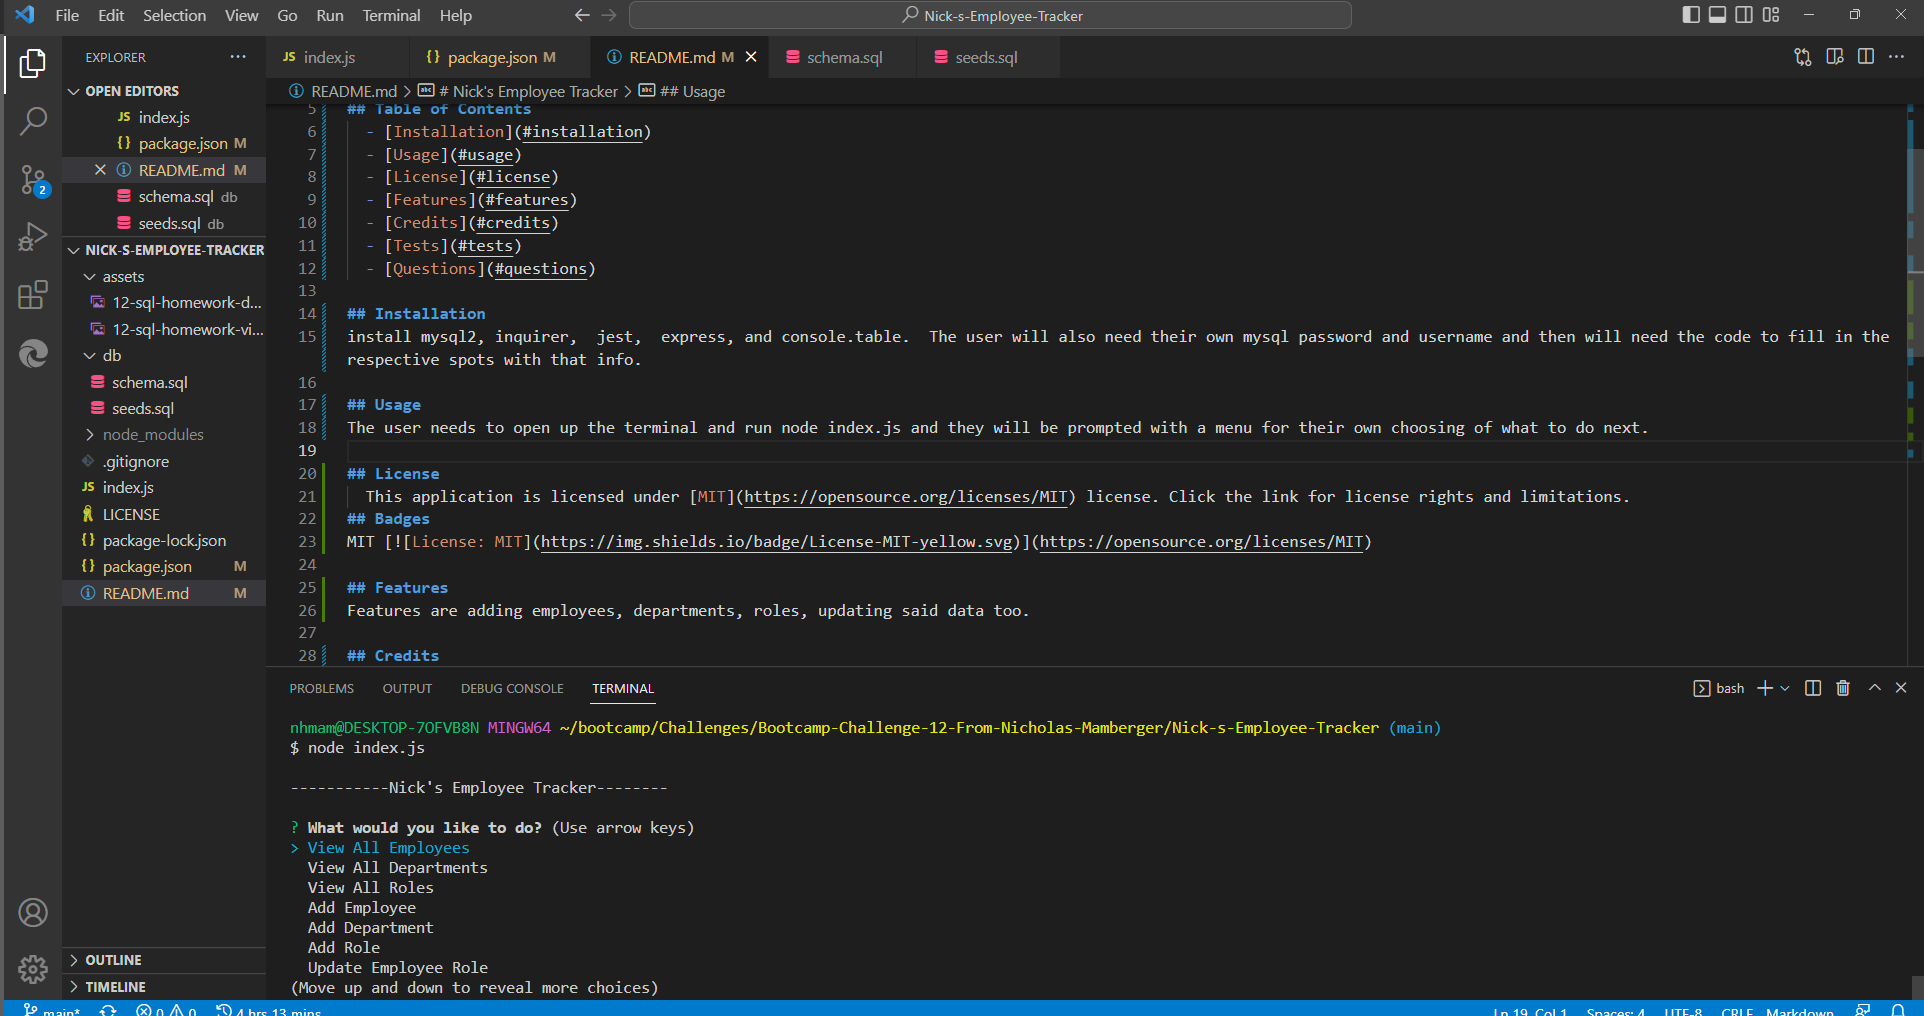 File Edit Selection View Go Run Terminal Help
Nick-s-Employee-Tracker
EXPLORER
OPEN EDITORS
JS index.js
{} package.json M
README.md M
schema.sql db
seeds.sql db
NICK-S-EMPLOYEE-TRACKER
assets
12-sql-homework-d...
12-sql-homework-vi...
db
schema.sql
seeds.sql
node_modules
.gitignore
JS index.js
LICENSE
{} package-lock.json
{} package.json M
README.md M
OUTLINE
TIMELINE
JS index.js
{} package.json M
README.md M
schema.sql
seeds.sql
README.md > # Nick's Employee Tracker > ## Usage
5 ## Table of Contents
6 - [Installation](#installation)
7 - [Usage](#usage)
8 - [License](#license)
9 - [Features](#features)
10 - [Credits](#credits)
11 - [Tests](#tests)
12 - [Questions](#questions)
13
14 ## Installation
15 install mysql2, inquirer,  jest,  express, and console.table.  The user will also need their own mysql password and username and then will need the code to fill in the
respective spots with that info.
16
17 ## Usage
18 The user needs to open up the terminal and run node index.js and they will be prompted with a menu for their own choosing of what to do next.
19
20 ## License
21 This application is licensed under [MIT](https://opensource.org/licenses/MIT) license. Click the link for license rights and limitations.
22 ## Badges
23 MIT [![License: MIT](https://img.shields.io/badge/License-MIT-yellow.svg)](https://opensource.org/licenses/MIT)
24
25 ## Features
26 Features are adding employees, departments, roles, updating said data too.
27
28 ## Credits
PROBLEMS OUTPUT DEBUG CONSOLE TERMINAL
bash
nhmam@DESKTOP-7OFVB8N MINGW64 ~/bootcamp/Challenges/Bootcamp-Challenge-12-From-Nicholas-Mamberger/Nick-s-Employee-Tracker (main)
$ node index.js
-----------Nick's Employee Tracker--------
? What would you like to do? (Use arrow keys)
> View All Employees
View All Departments
View All Roles
Add Employee
Add Department
Add Role
Update Employee Role
(Move up and down to reveal more choices)
2
main* 0 0 4 hrs 13 mins
Ln 19, Col 1 Spaces: 4 UTF-8 CRLF Markdown